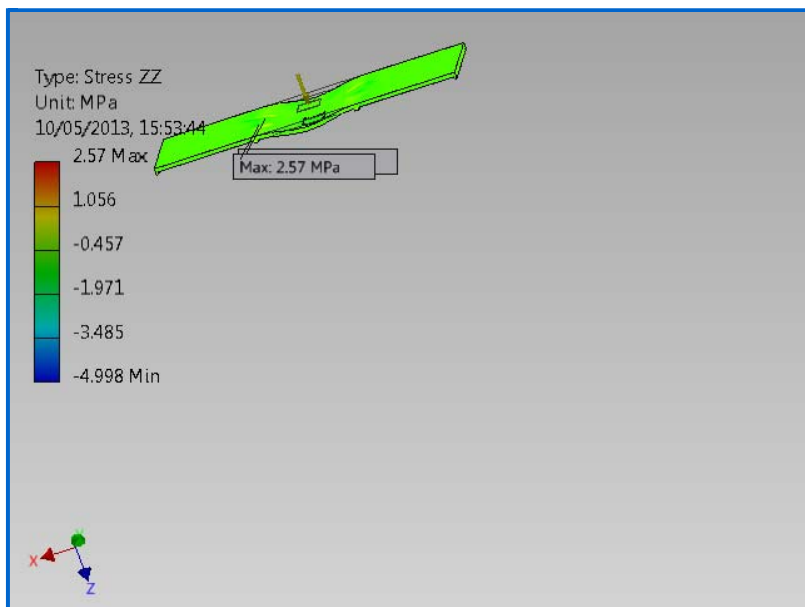 Type: Stress ZZ
Unit: MPa
10/05/2013, 15:53:44
2.57 Max
Max: 2.57 MPa
1.056
-0.457
-1.971
-3.485
-4.998 Min
Y
X
Z